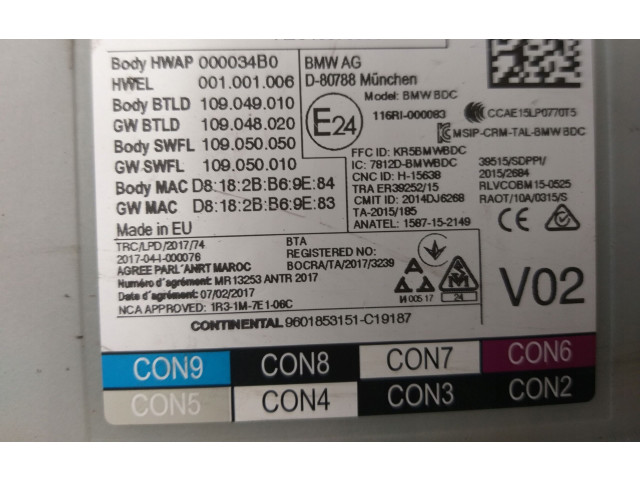 Body HWAP 000034B0
HWEL 001.001.006
Body BTLD 109.049.010
GW BTLD 109.048.020
Body SWFL 109.050.050
GW SWFL 109.050.010
Body MAC D8:18:2B:B6:9E:84
GW MAC D8:18:2B:B6:9E:83
Made in EU
BMW AG
D-80788 München
Model: BMW BDC
E24
116RI-000083
CCAE15LP0770T5
MSIP-CRM-TAL-BMW BDC
FFC ID: KR5BMWBDC
IC: 7812D-BMWBDC
CNC ID: H-15638
TRA ER39252/15
CMIT ID: 2014DJ6268
TA-2015/185
ANATEL: 1587-15-2149
39515/SDPPI/
2015/2684
RLVCOBM15-0525
RAOT/10A/0315/S
CE
TRC/LPD/2017/74
2017-04-I-000076
AGREE PARL'ANRT MAROC
Numéro d'agrément: MR13253 ANTR 2017
Date d'agrément: 07/02/2017
NCA APPROVED: 1R3-1M-7E1-06C
BTA
REGISTERED NO:
BOCRA/TA/2017/3239
005 17
24
V02
CONTINENTAL 9601853151-C19187
CON9 CON8 CON7 CON6
CON5 CON4 CON3 CON2